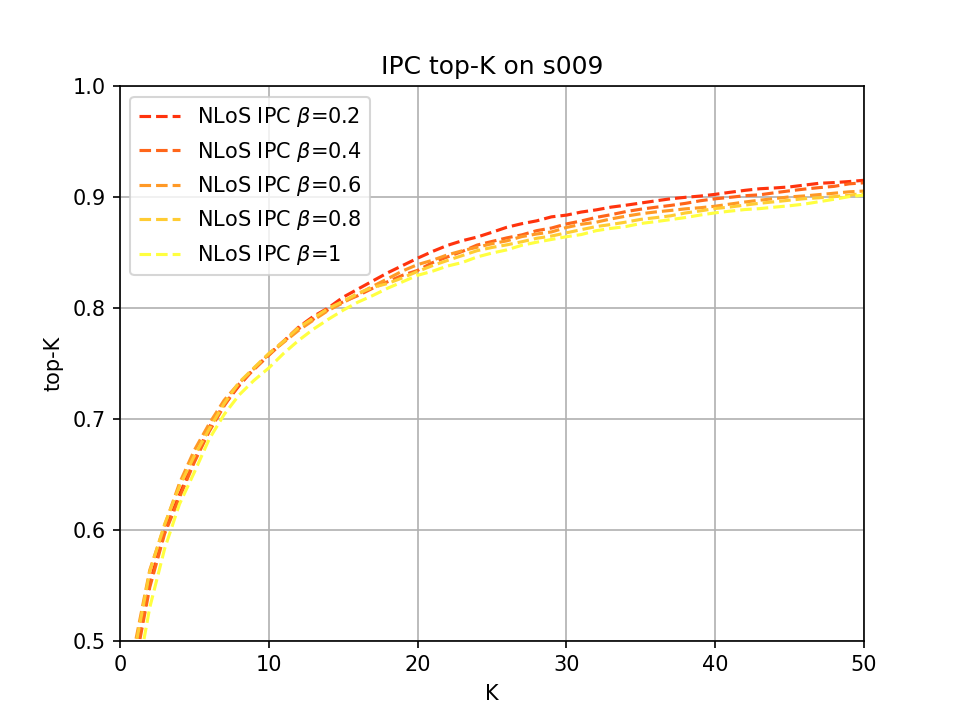 IPC top-K on s009
1.0
0.9
0.8
0.7
0.6
0.5
top-K
NLoS IPC β=0.2
NLoS IPC β=0.4
NLoS IPC β=0.6
NLoS IPC β=0.8
NLoS IPC β=1
0 10 20 30 40 50
K